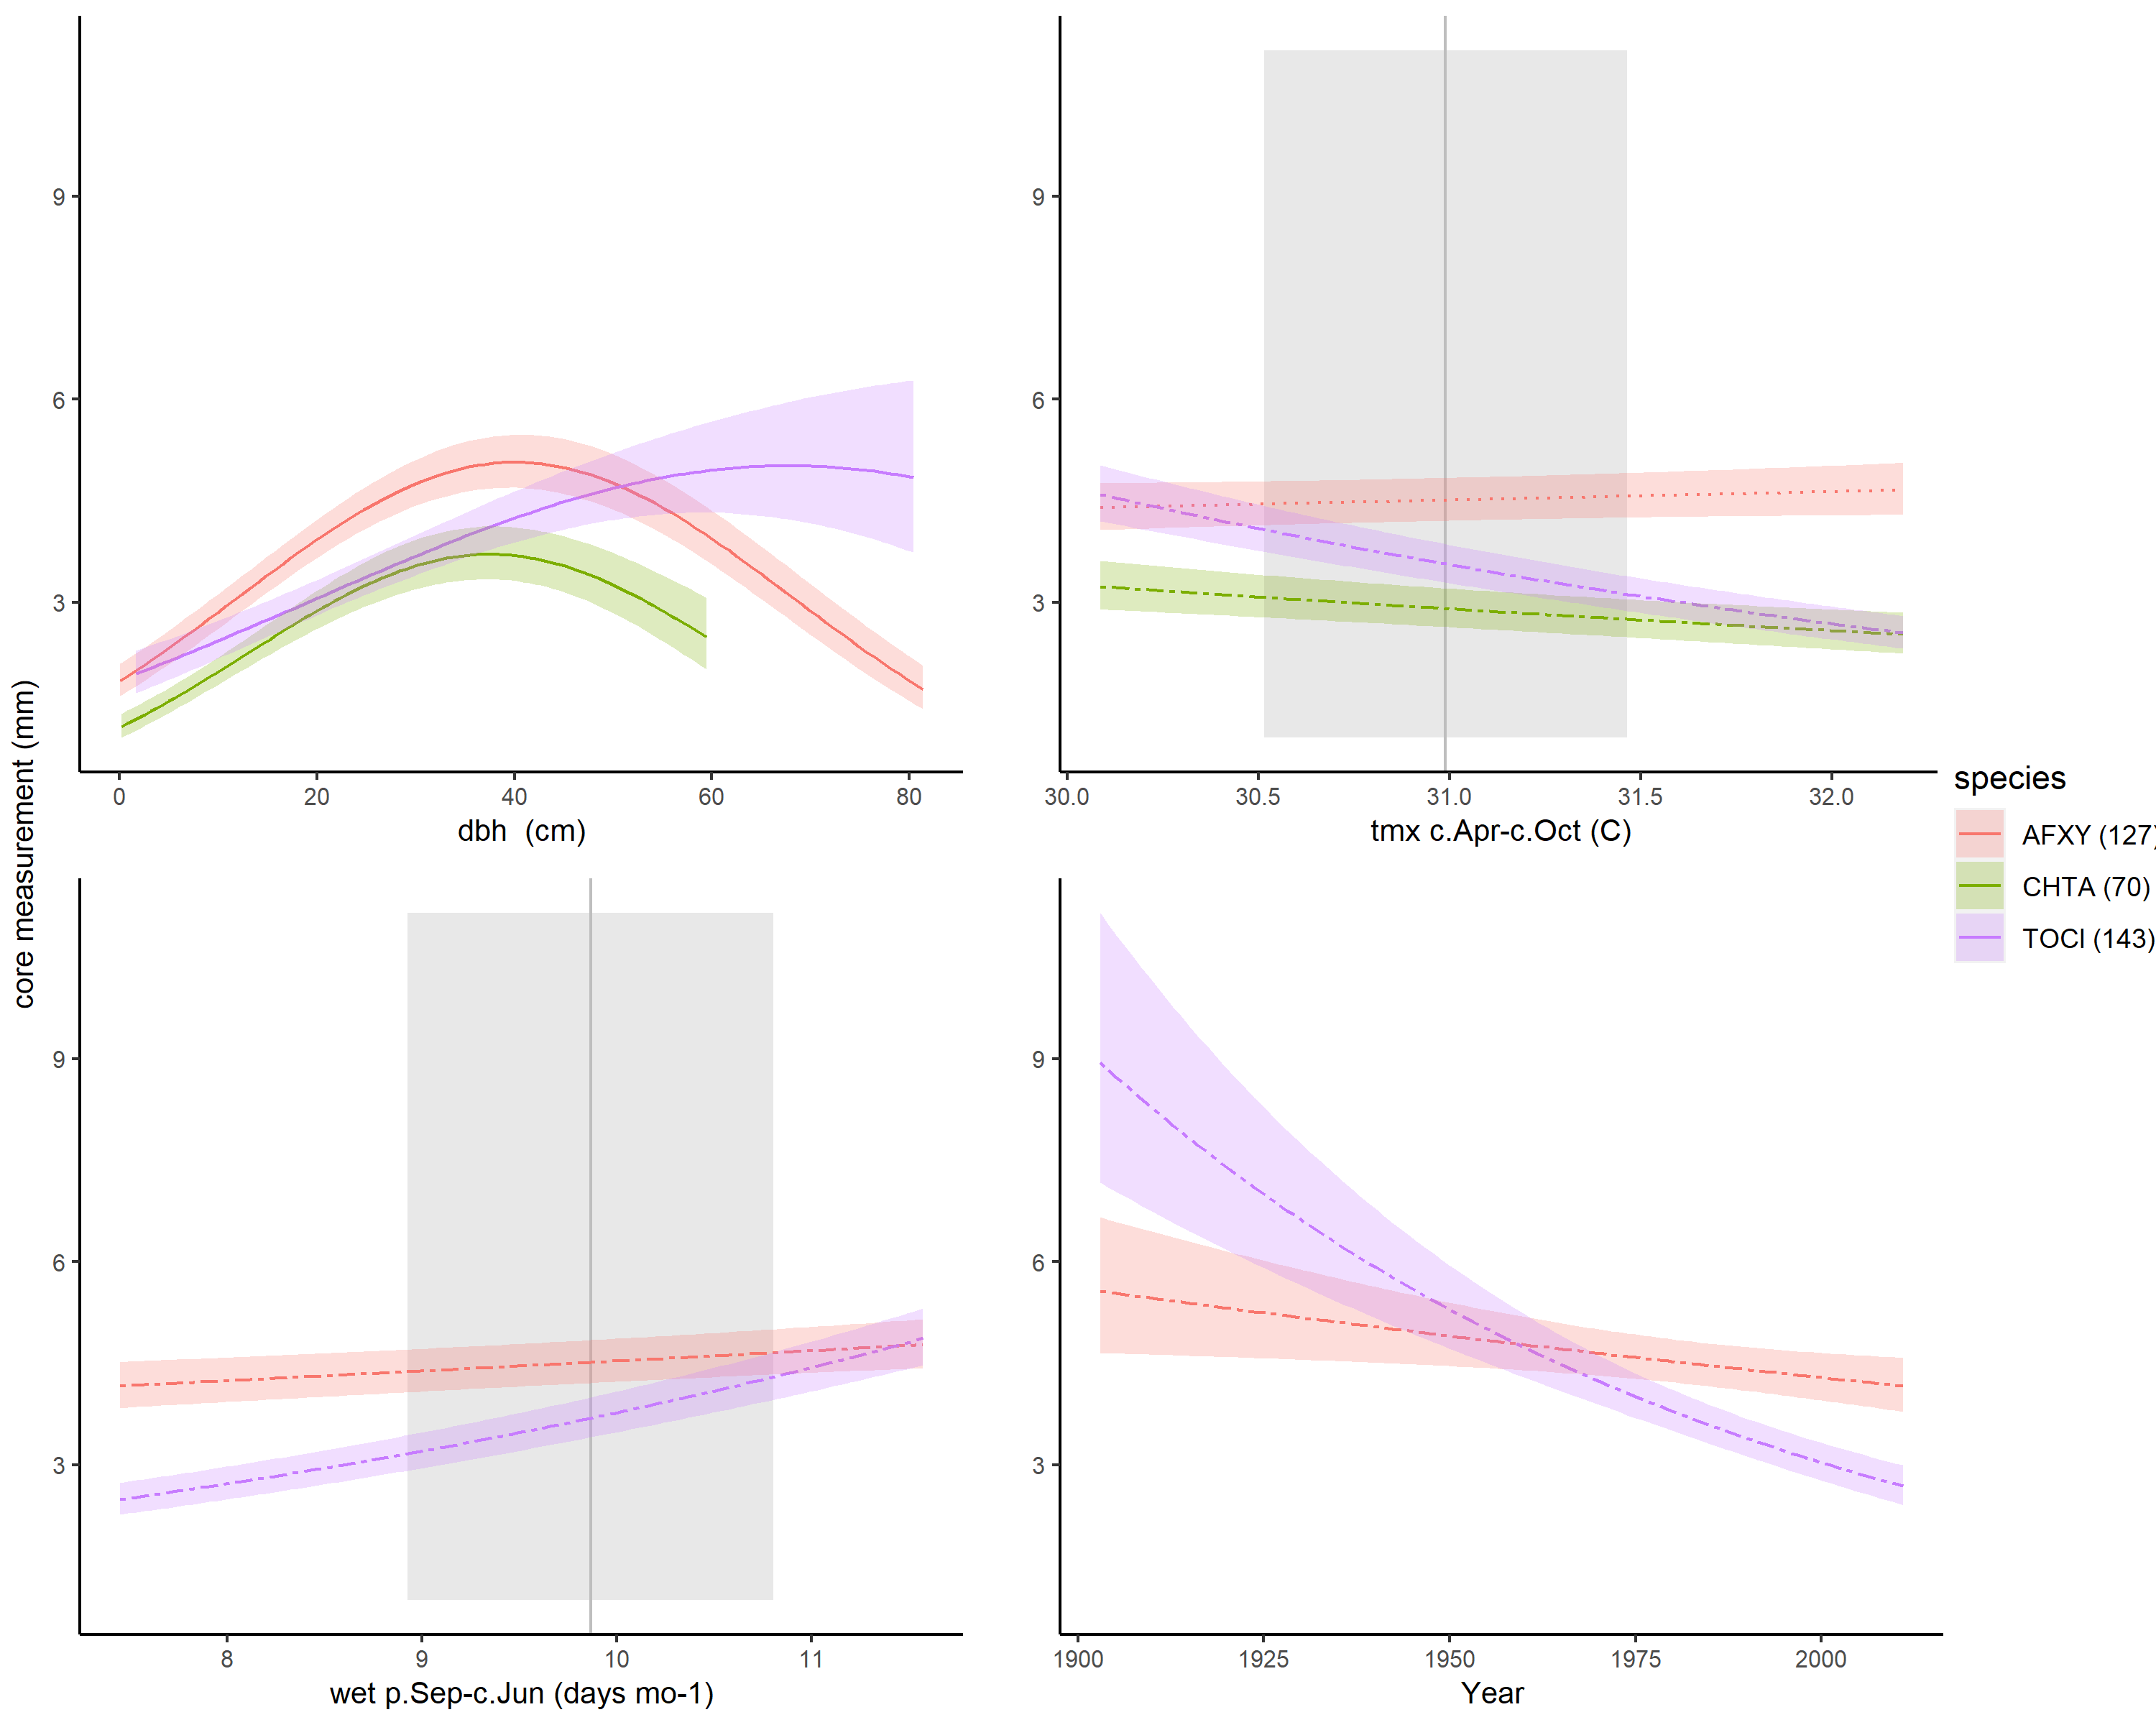 core measurement (mm)
9
6
3
0 20 40 60 80
dbh  (cm)
9
6
3
30.0 30.5 31.0 31.5 32.0
tmx c.Apr-c.Oct (C)
9
6
3
8 9 10 11
wet p.Sep-c.Jun (days mo-1)
9
6
3
1900 1925 1950 1975 2000
Year
species
AFXY (127)
CHTA (70)
TOCI (143)